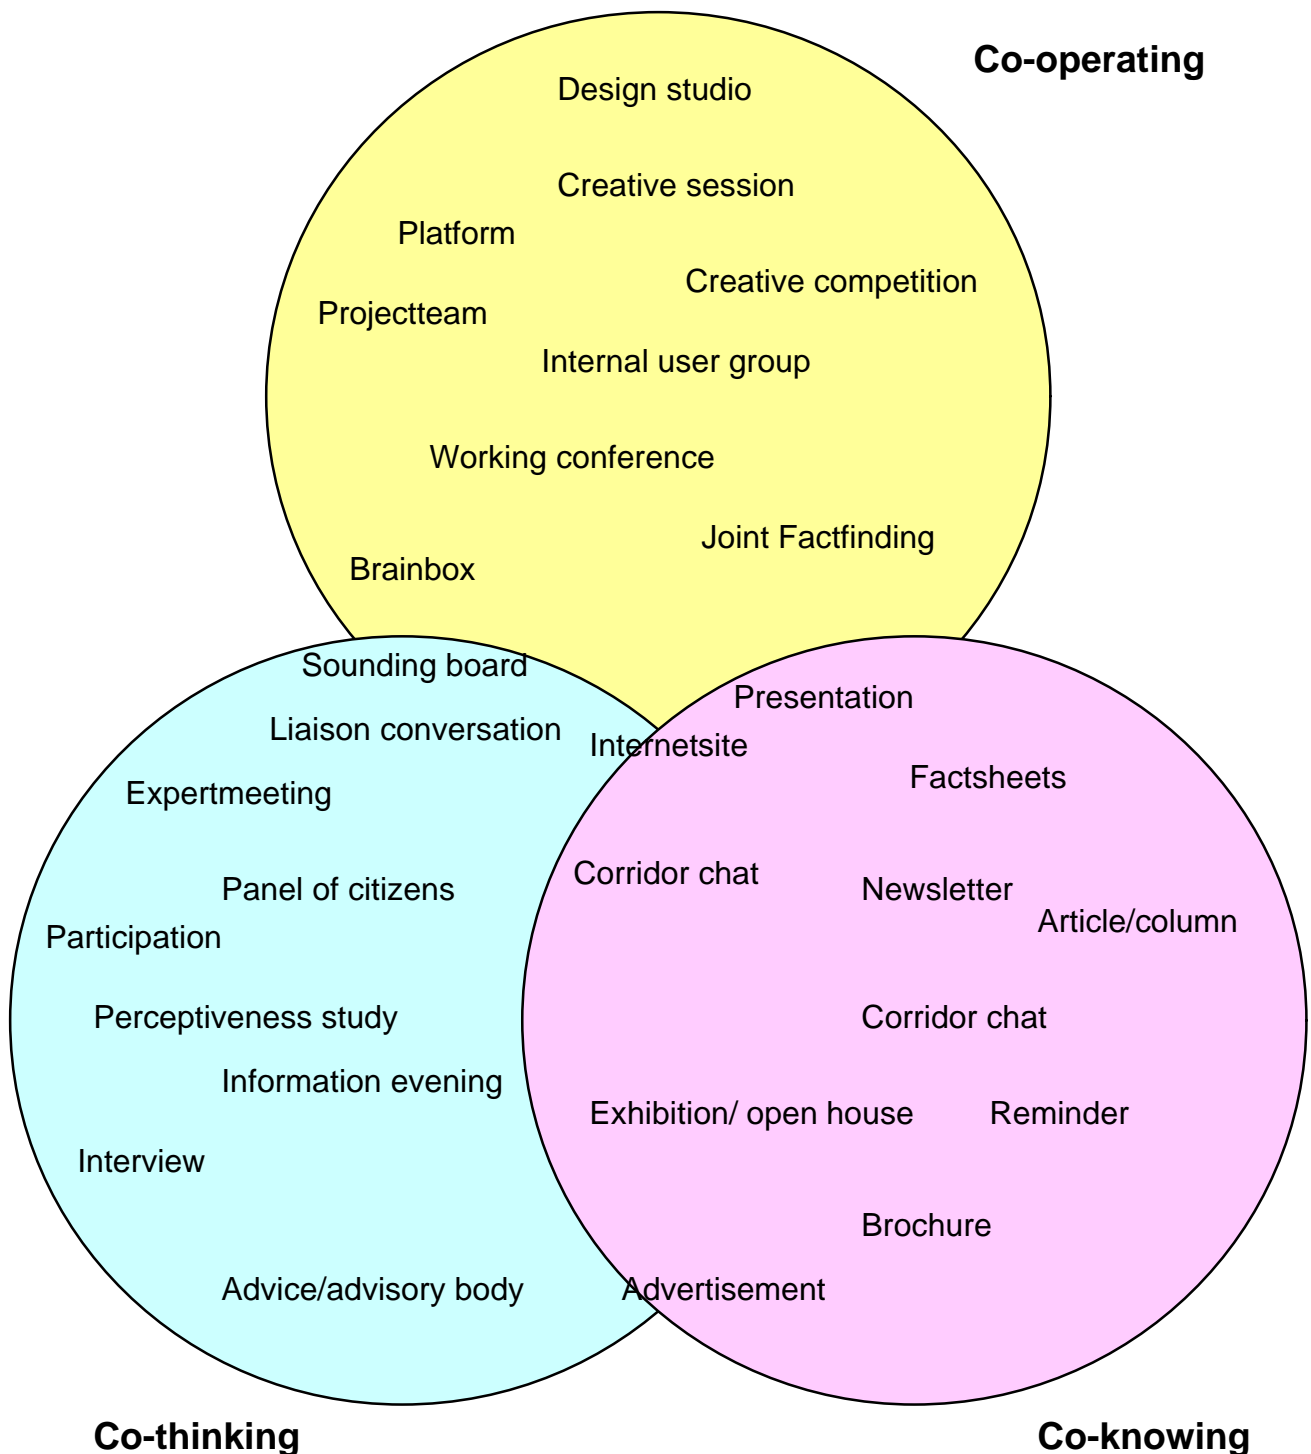 Co-operating
Design studio
Creative session
Platform
Creative competition
Projectteam
Internal user group
Working conference
Joint Factfinding
Brainbox
Sounding board
Liaison conversation
Expertmeeting
Panel of citizens
Participation
Perceptiveness study
Information evening
Interview
Advice/advisory body
Co-thinking
Presentation
Internetsite
Factsheets
Corridor chat
Newsletter
Article/column
Corridor chat
Exhibition/ open house
Reminder
Brochure
Advertisement
Co-knowing